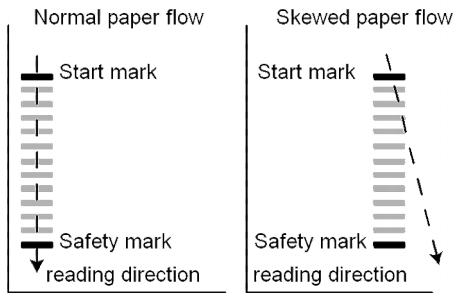 Normal paper flow
Start mark
Safety mark
reading direction
Skewed paper flow
Start mark
Safety mark
reading direction